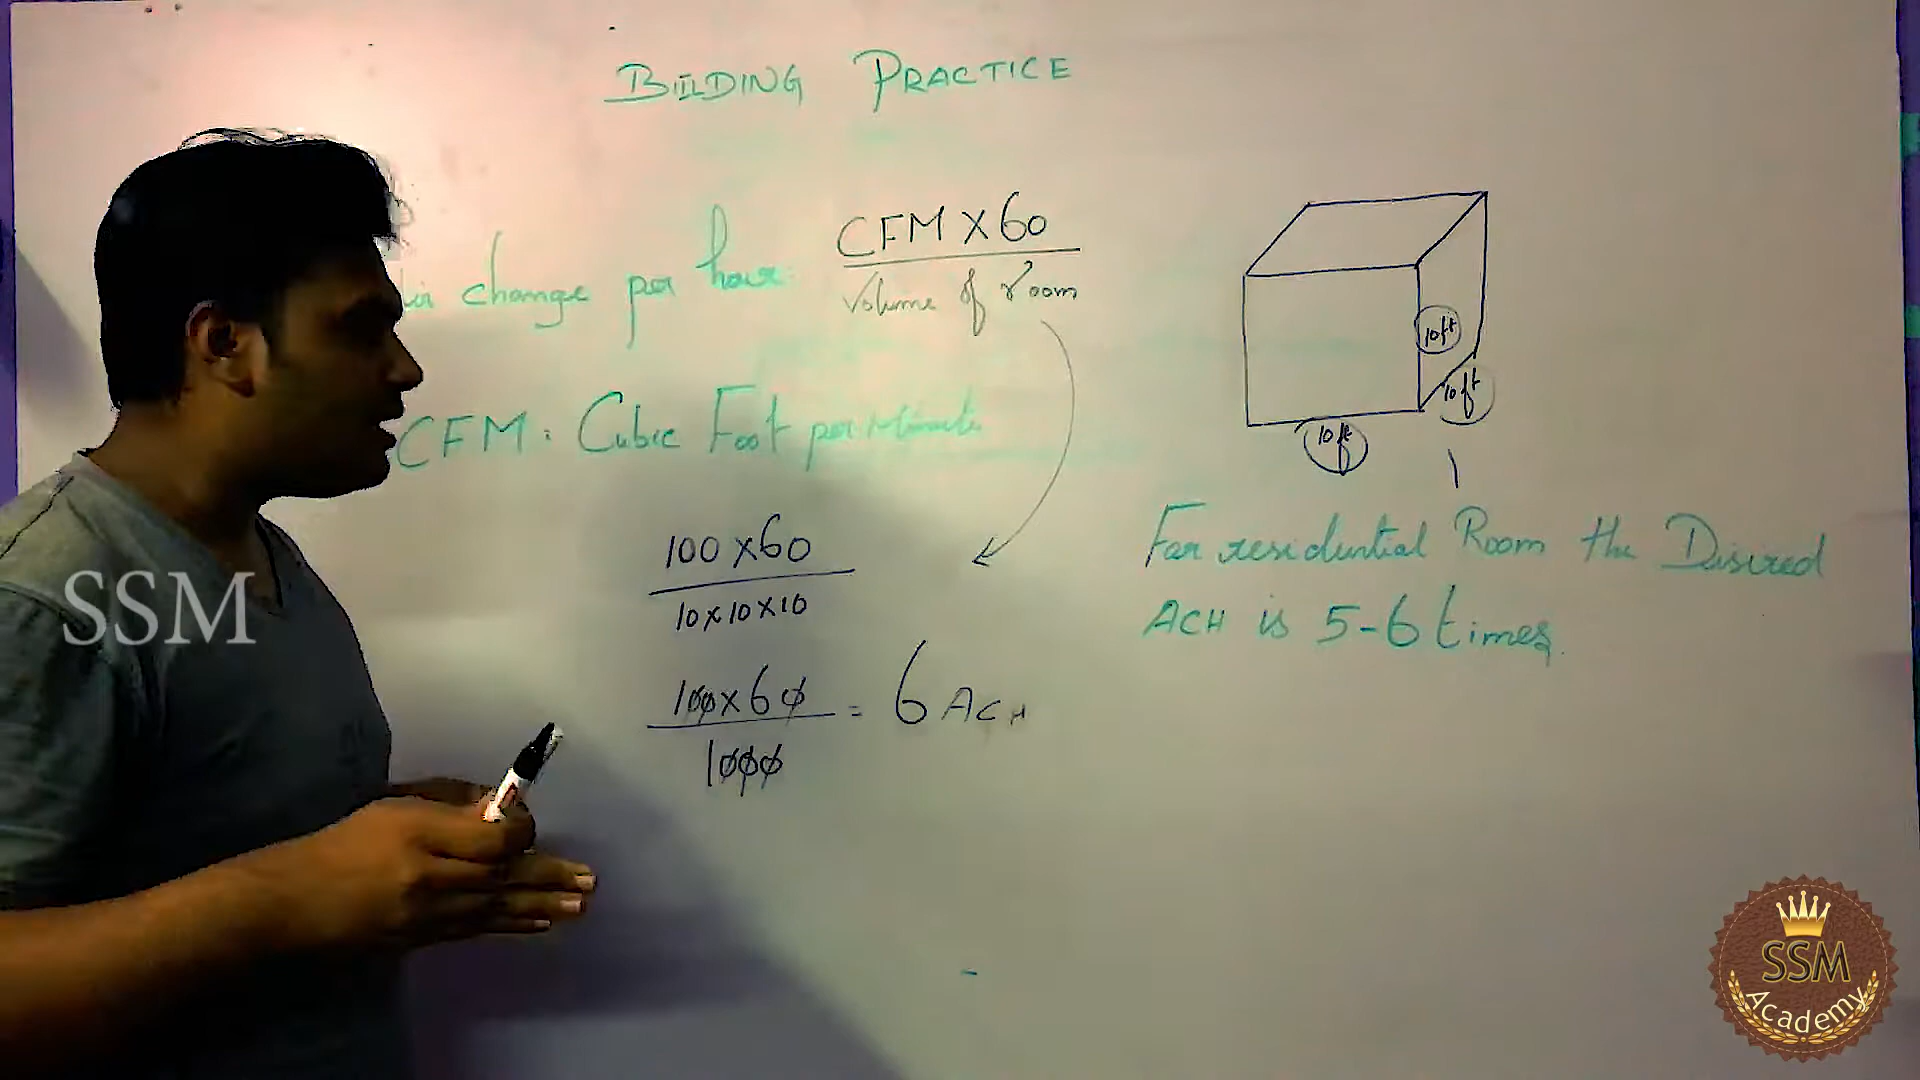 BUILDING PRACTICE
Air change per hour: CFM X 60
Volume of room
CFM: Cubic Foot per Minute
10ft
10ft
10ft
100 x 60
10 x 10 x 10
100 x 60 = 6 ACH
1000
For residential Room the Desired
ACH is 5-6 times.
SSM
SSM
Academy